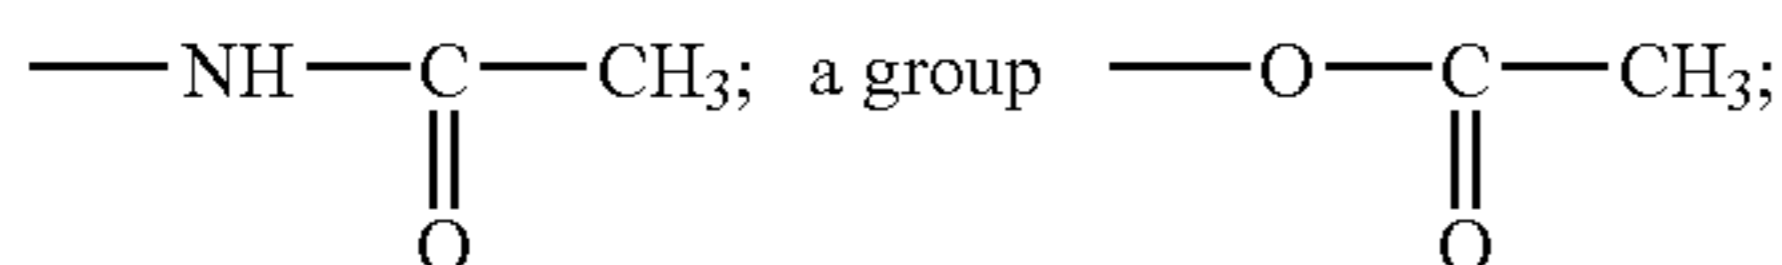 —NH—C—CH₃; a group —O—C—CH₃;
O O